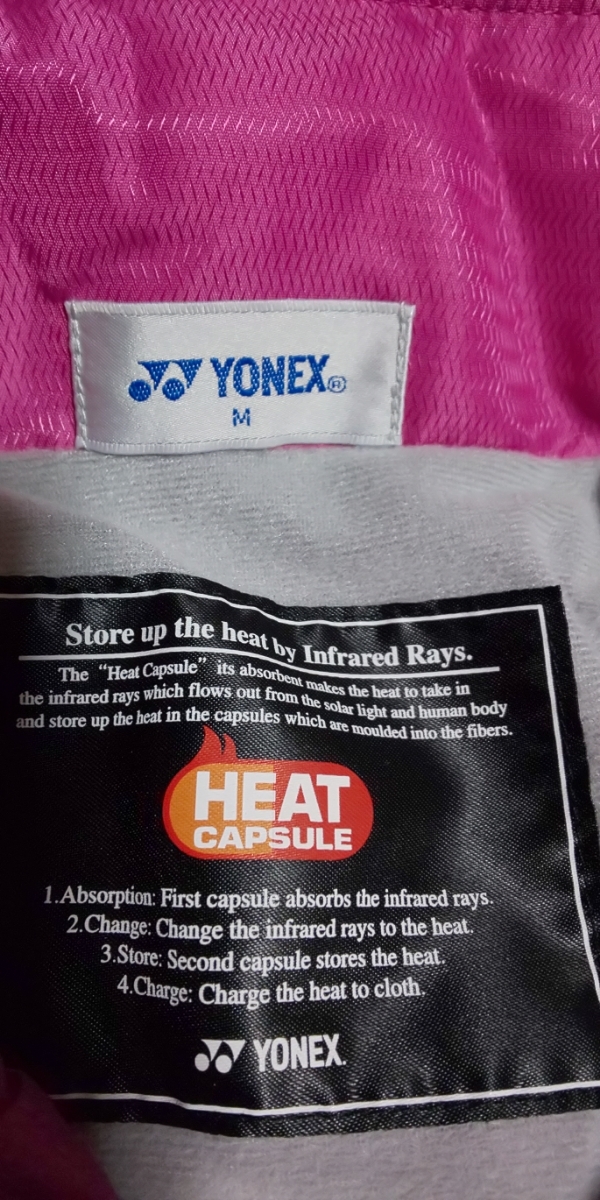 YONEX®
M
Store up the heat by Infrared Rays.
The “Heat Capsule” its absorbent makes the heat to take in
the infrared rays which flows out from the solar light and human body
and store up the heat in the capsules which are moulded into the fibers.
HEAT
CAPSULE
1.Absorption: First capsule absorbs the infrared rays.
2.Change: Change the infrared rays to the heat.
3.Store: Second capsule stores the heat.
4.Charge: Charge the heat to cloth.
YONEX.